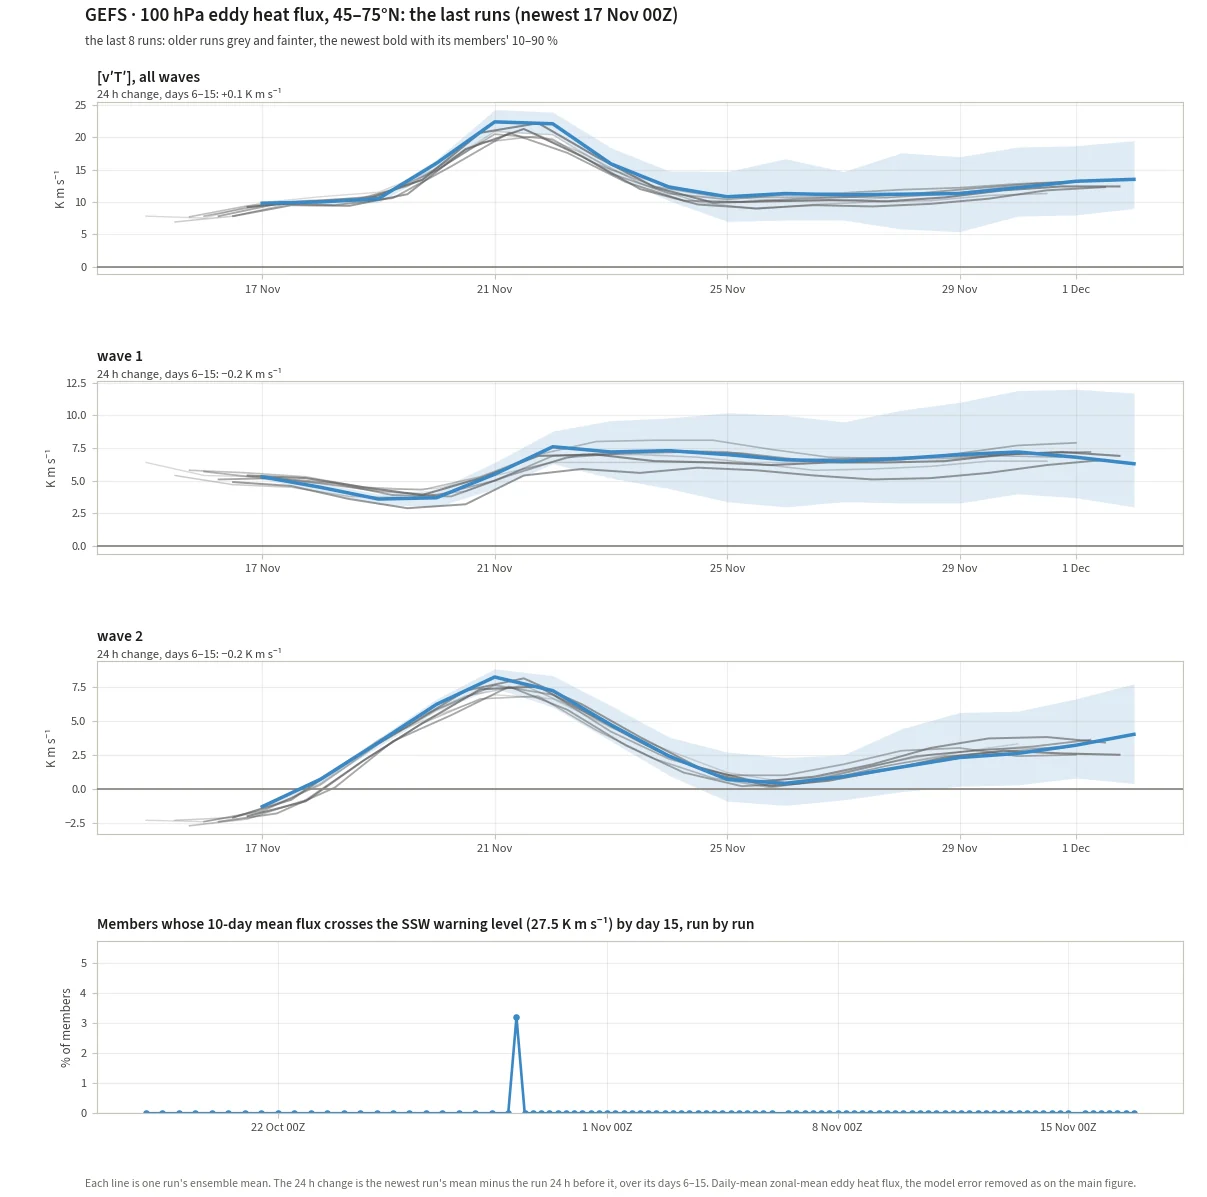 GEFS · 100 hPa eddy heat flux, 45–75°N: the last runs (newest 17 Nov 00Z)
the last 8 runs: older runs grey and fainter, the newest bold with its members' 10–90 %
[v′T′], all waves
24 h change, days 6–15: +0.1 K m s⁻¹
25
20
15
10
5
0
K m s⁻¹
17 Nov
21 Nov
25 Nov
29 Nov
1 Dec
wave 1
24 h change, days 6–15: −0.2 K m s⁻¹
12.5
10.0
7.5
5.0
2.5
0.0
K m s⁻¹
17 Nov
21 Nov
25 Nov
29 Nov
1 Dec
wave 2
24 h change, days 6–15: −0.2 K m s⁻¹
7.5
5.0
2.5
0.0
−2.5
K m s⁻¹
17 Nov
21 Nov
25 Nov
29 Nov
1 Dec
Members whose 10-day mean flux crosses the SSW warning level (27.5 K m s⁻¹) by day 15, run by run
5
4
3
2
1
0
% of members
22 Oct 00Z
1 Nov 00Z
8 Nov 00Z
15 Nov 00Z
Each line is one run's ensemble mean. The 24 h change is the newest run's mean minus the run 24 h before it, over its days 6–15. Daily-mean zonal-mean eddy heat flux, the model error removed as on the main figure.